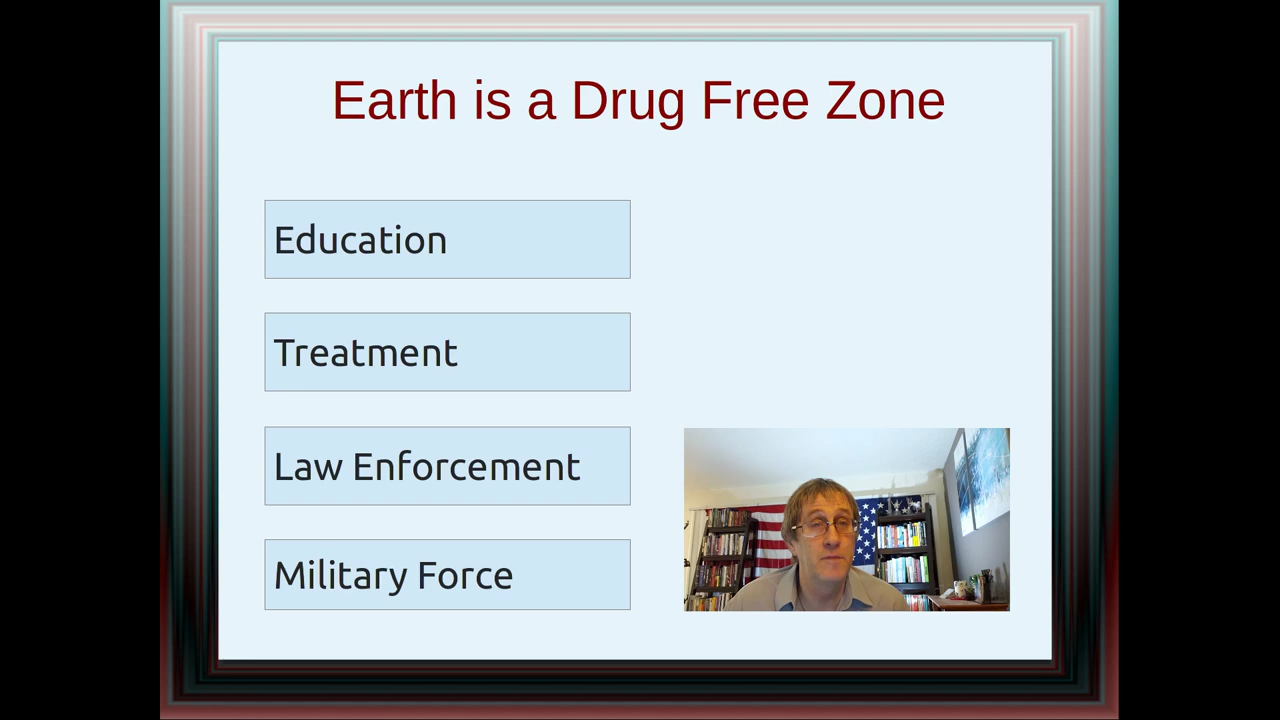 Earth is a Drug Free Zone
Education
Treatment
Law Enforcement
Military Force